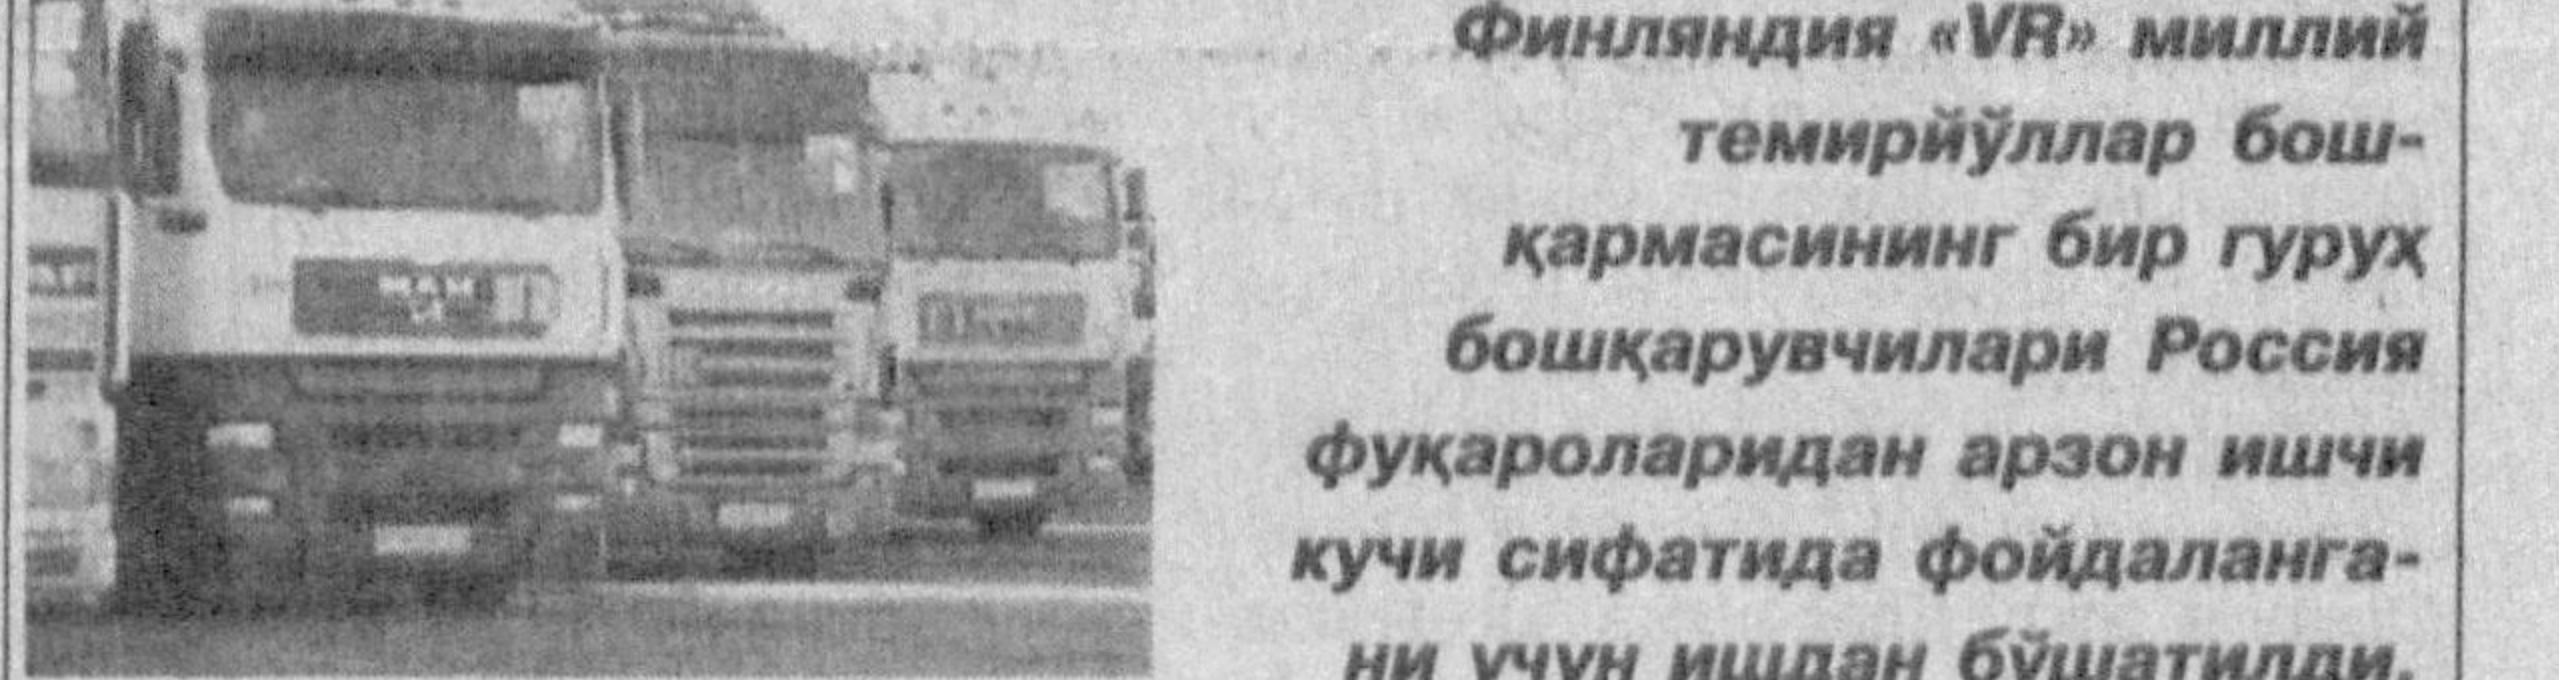 Финляндия «VR» миллий
темирйўллар бош-
қармасининг бир гуруҳ
бошқарувчилари Россия
фуқароларидан арзон ишчи
кучи сифатида фойдаланга-
ни учун ишдан бўшатилди.
MAN